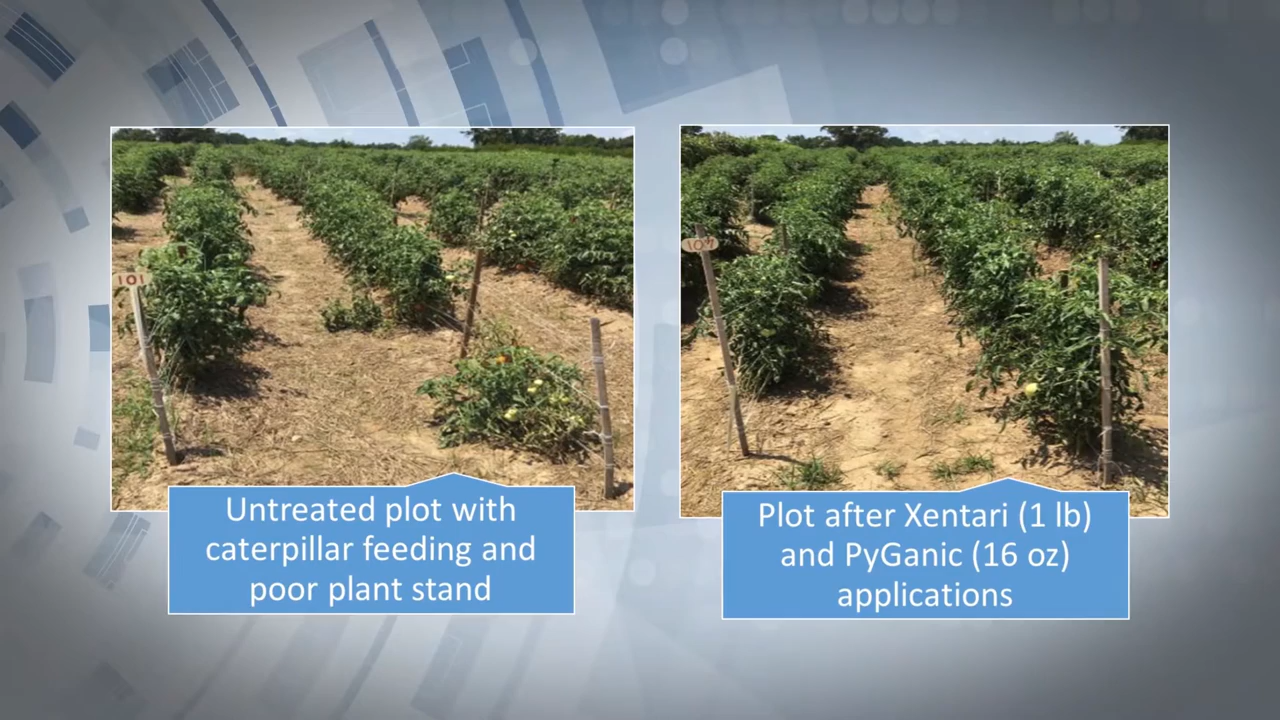 101
Untreated plot with
caterpillar feeding and
poor plant stand
Plot after Xentari (1 lb)
and PyGanic (16 oz)
applications